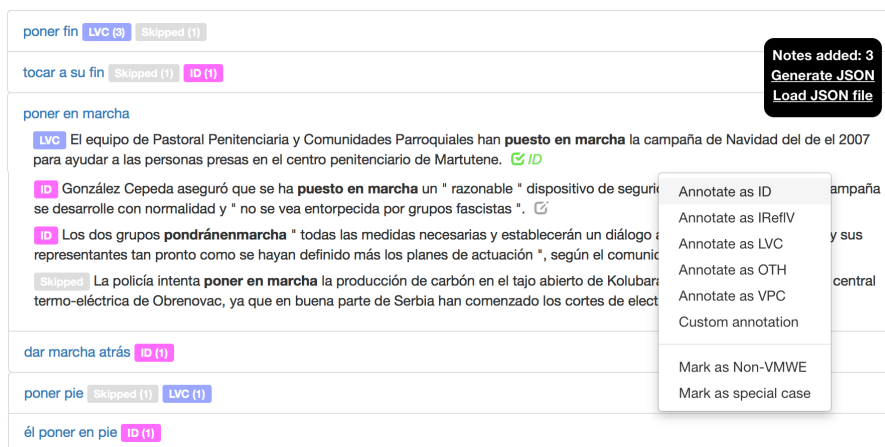 poner fin LVC (3) Skipped (1)
Notes added: 3
Generate JSON
Load JSON file
tocar a su fin Skipped (1) ID (1)
poner en marcha
LVC El equipo de Pastoral Penitenciaria y Comunidades Parroquiales han puesto en marcha la campaña de Navidad del de el 2007
para ayudar a las personas presas en el centro penitenciario de Martutene. ID
ID González Cepeda aseguró que se ha puesto en marcha un " razonable " dispositivo de seguri ampaña
se desarrolle con normalidad y " no se vea entorpecida por grupos fascistas ".
ID Los dos grupos pondránenmarcha " todas las medidas necesarias y establecerán un diálogo a y sus
representantes tan pronto como se hayan definido más los planes de actuación ", según el comunic
Skipped La policía intenta poner en marcha la producción de carbón en el tajo abierto de Kolubar central
termo-eléctrica de Obrenovac, ya que en buena parte de Serbia han comenzado los cortes de elect
Annotate as ID
Annotate as IReflV
Annotate as LVC
Annotate as OTH
Annotate as VPC
Custom annotation
Mark as Non-VMWE
Mark as special case
dar marcha atrás ID (1)
poner pie Skipped (1) LVC (1)
él poner en pie ID (1)